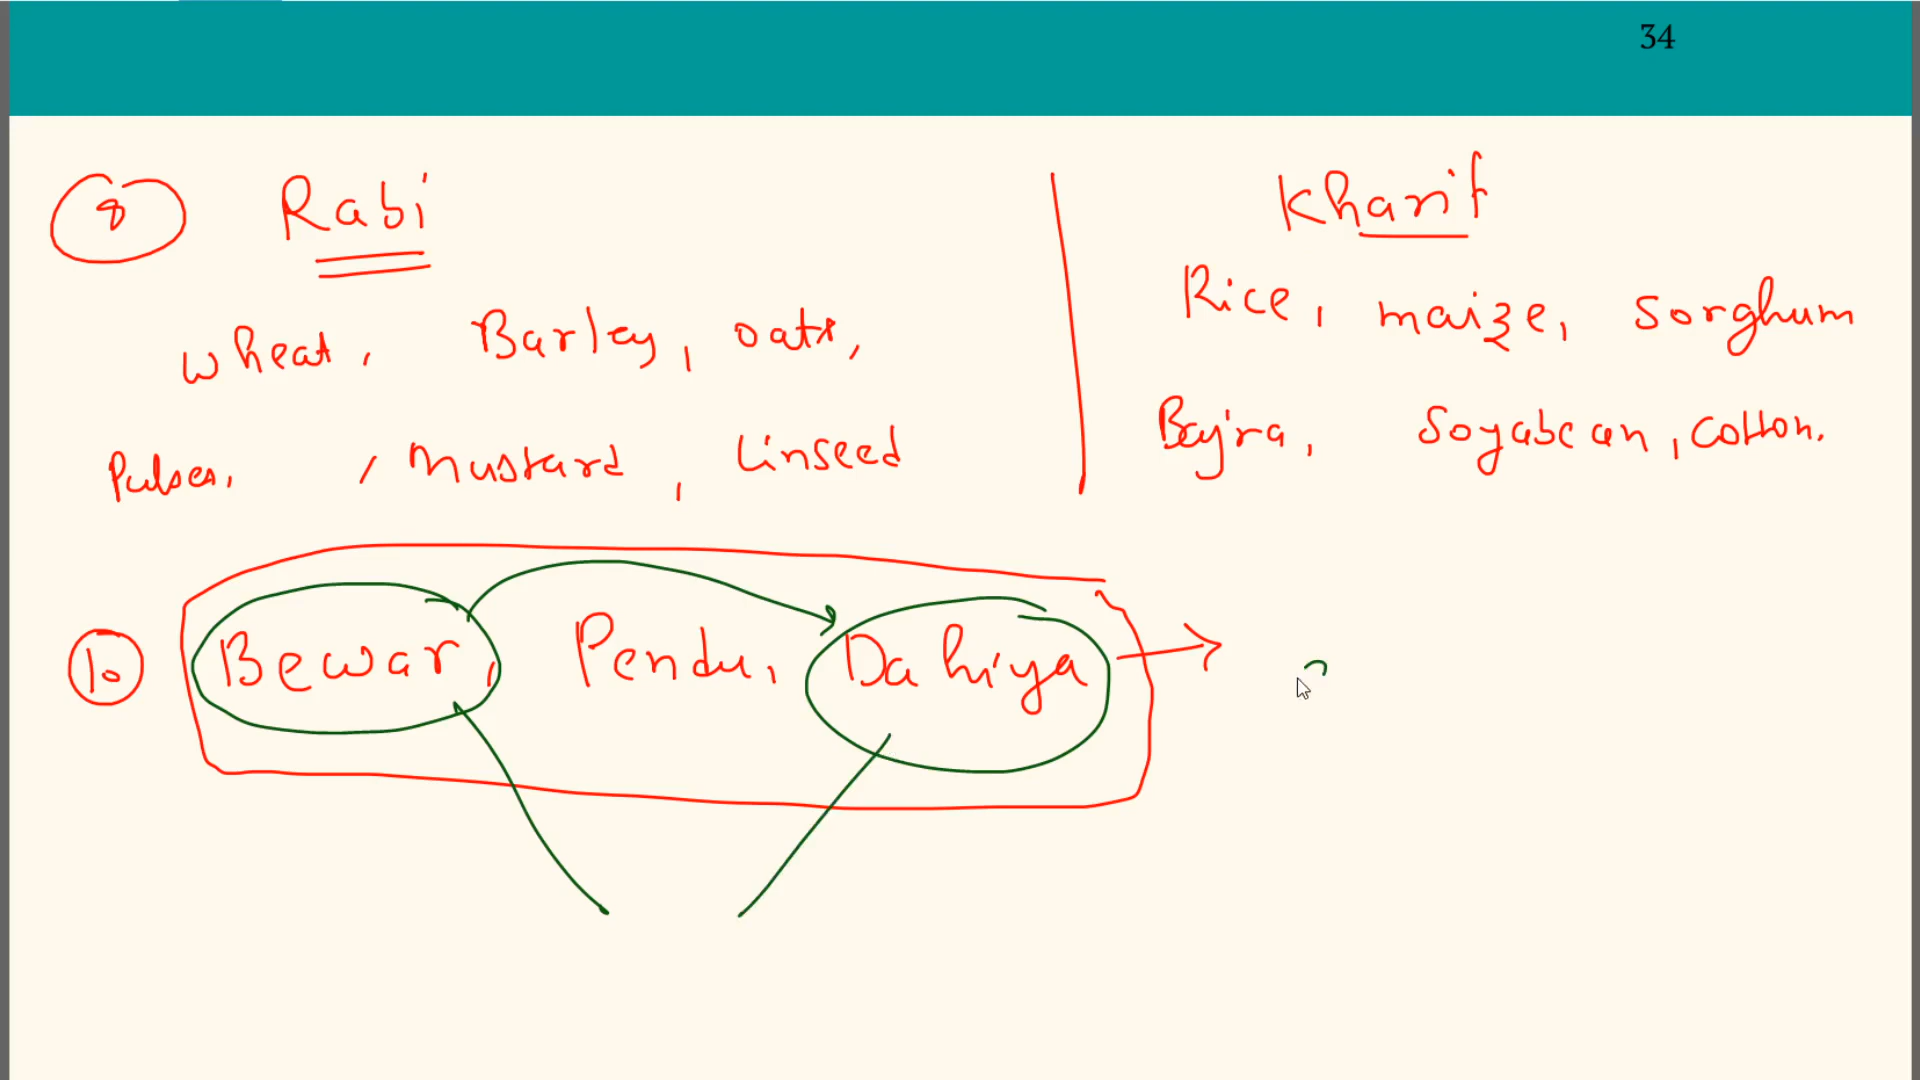 34
8 Rabi Kharif
Rice, maize, Sorghum
Wheat, Barley, oats,
Bajra, Soyabean, Cotton.
Pulses, , Mustard, Linseed
10 Bewar, Pendu, Dahiya